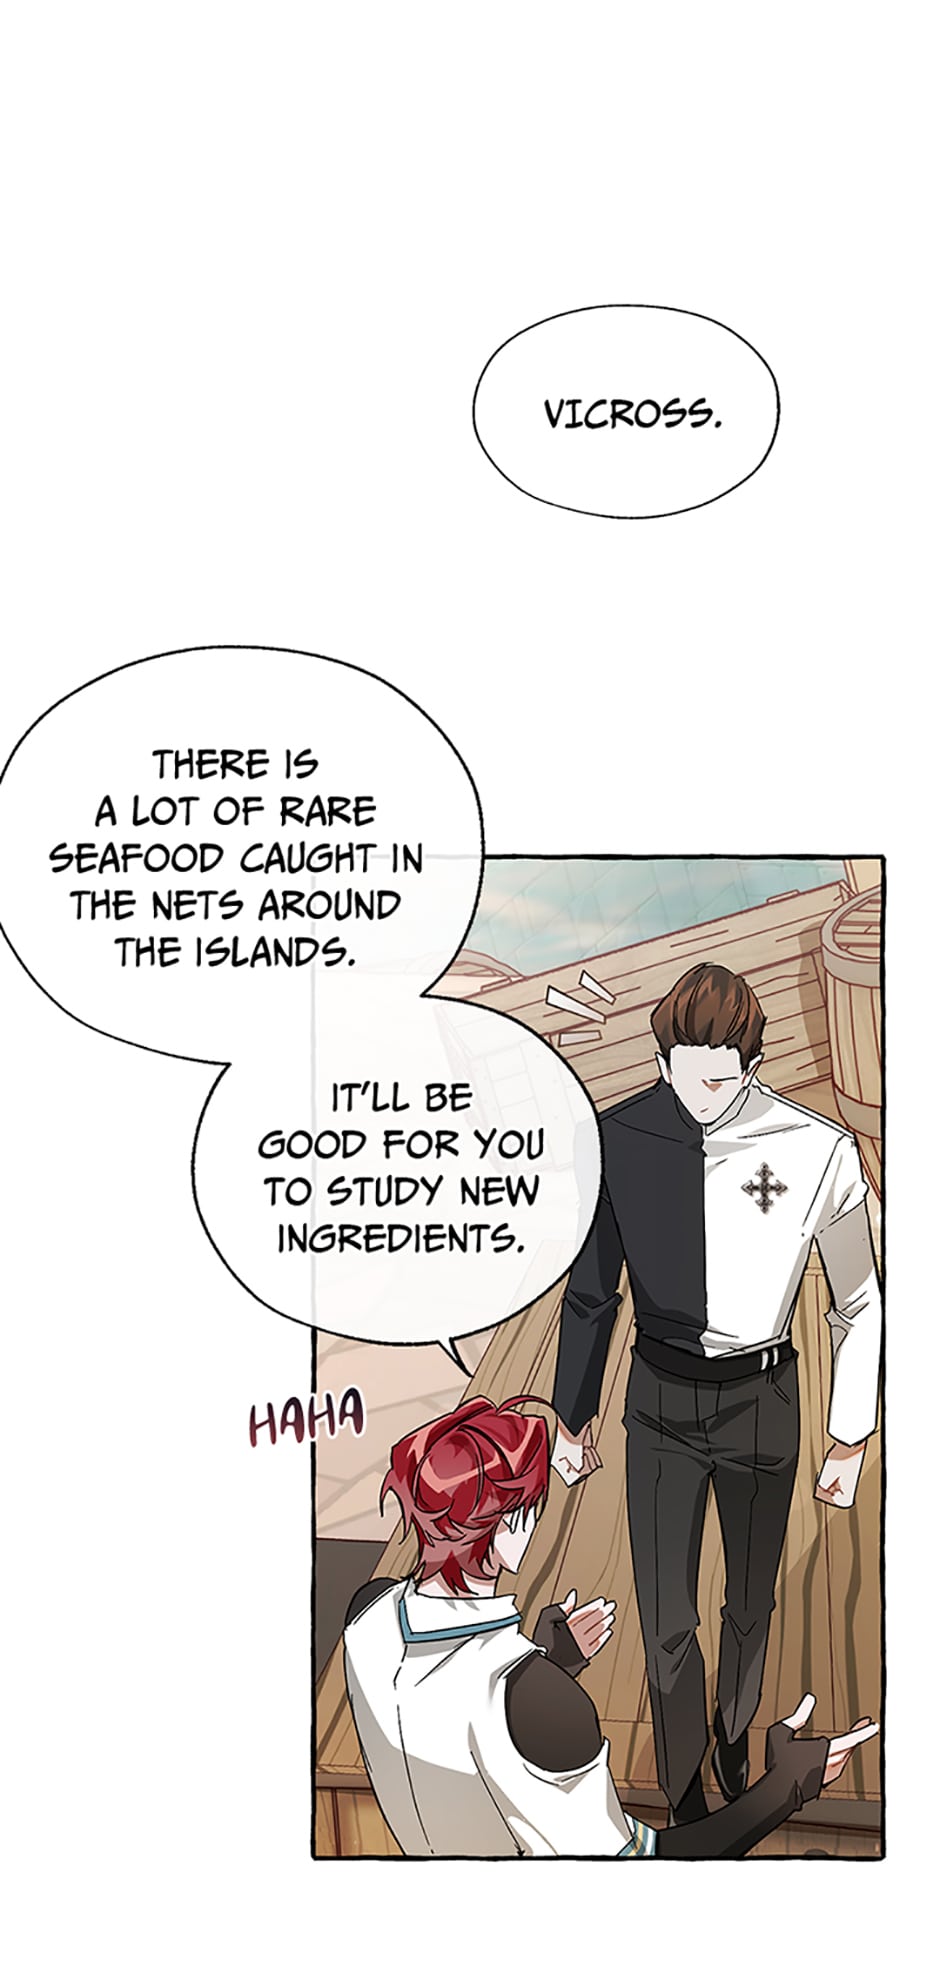 VICROSS.
THERE IS
A LOT OF RARE
SEAFOOD CAUGHT IN
THE NETS AROUND
THE ISLANDS.
IT'LL BE
GOOD FOR YOU
TO STUDY NEW
INGREDIENTS.
HAHA